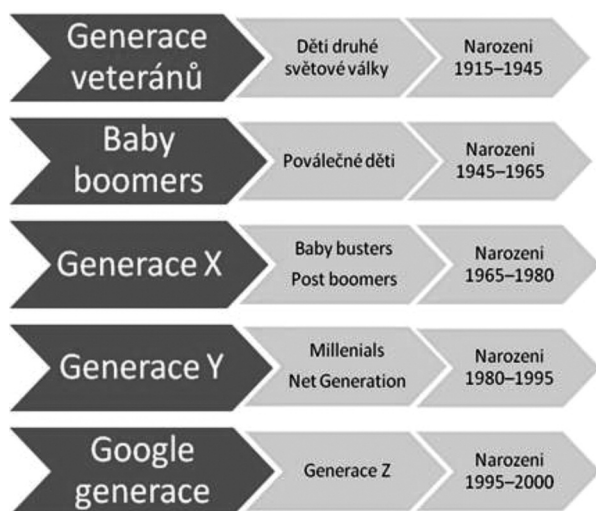 Generace
veteránů
Děti druhé
světové války
Narozeni
1915–1945
Baby
boomers
Poválečné děti
Narozeni
1945–1965
Generace X
Baby busters
Post boomers
Narozeni
1965–1980
Generace Y
Millenials
Net Generation
Narozeni
1980–1995
Google
generace
Generace Z
Narozeni
1995–2000